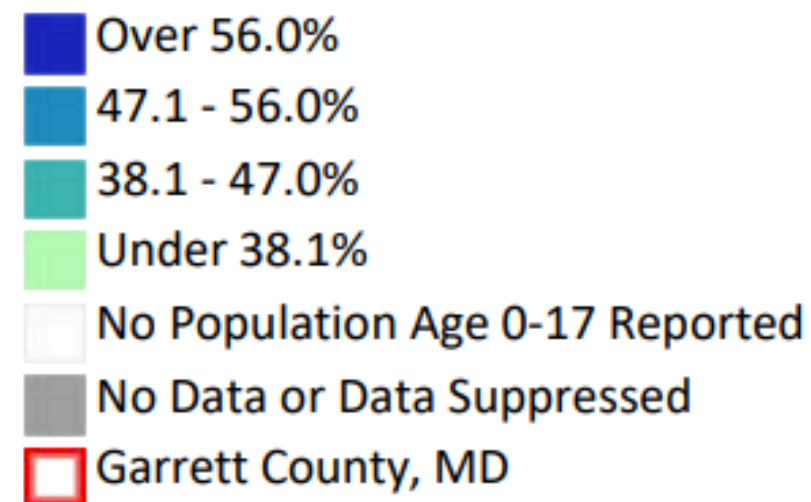 Over 56.0%
47.1 - 56.0%
38.1 - 47.0%
Under 38.1%
No Population Age 0-17 Reported
No Data or Data Suppressed
Garrett County, MD